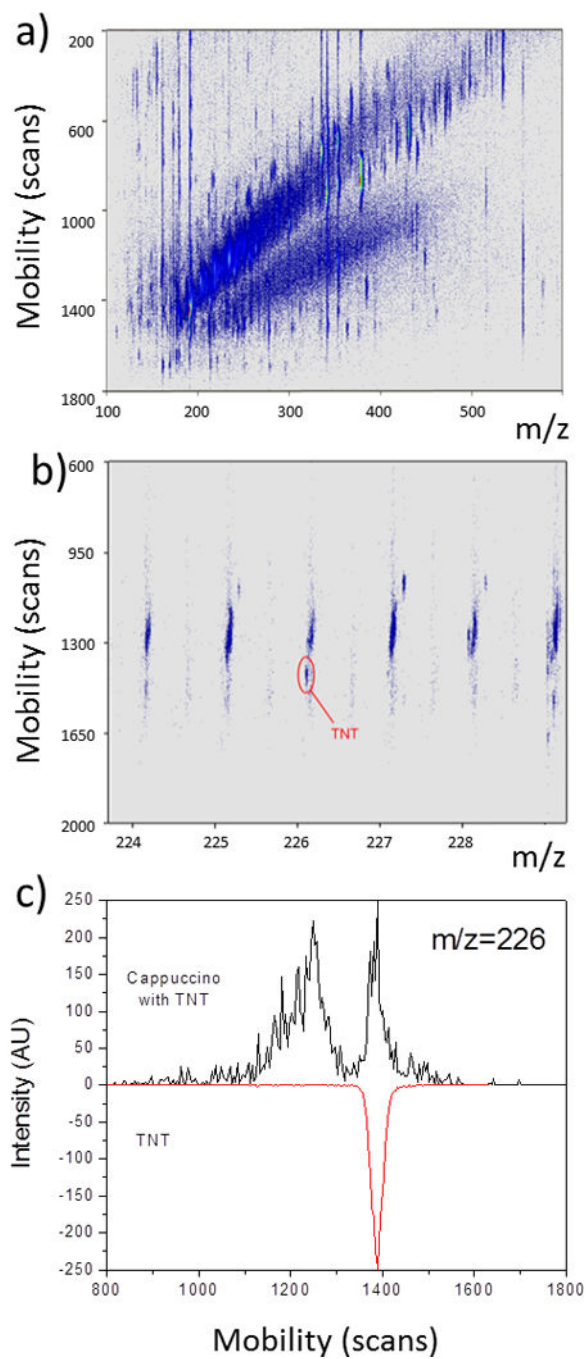 a)
200
600
1000
1400
1800
Mobility (scans)
100 200 300 400 500
m/z
b)
600
950
1300
1650
2000
Mobility (scans)
TNT
224 225 226 227 228
m/z
c)
250
200
150
100
50
0
-50
-100
-150
-200
-250
Intensity (AU)
m/z=226
Cappuccino
with TNT
TNT
800 1000 1200 1400 1600 1800
Mobility (scans)